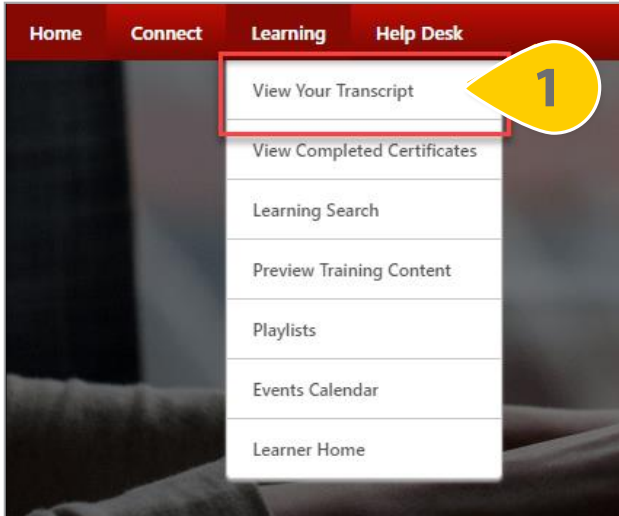 Home Connect Learning Help Desk
View Your Transcript
1
View Completed Certificates
Learning Search
Preview Training Content
Playlists
Events Calendar
Learner Home